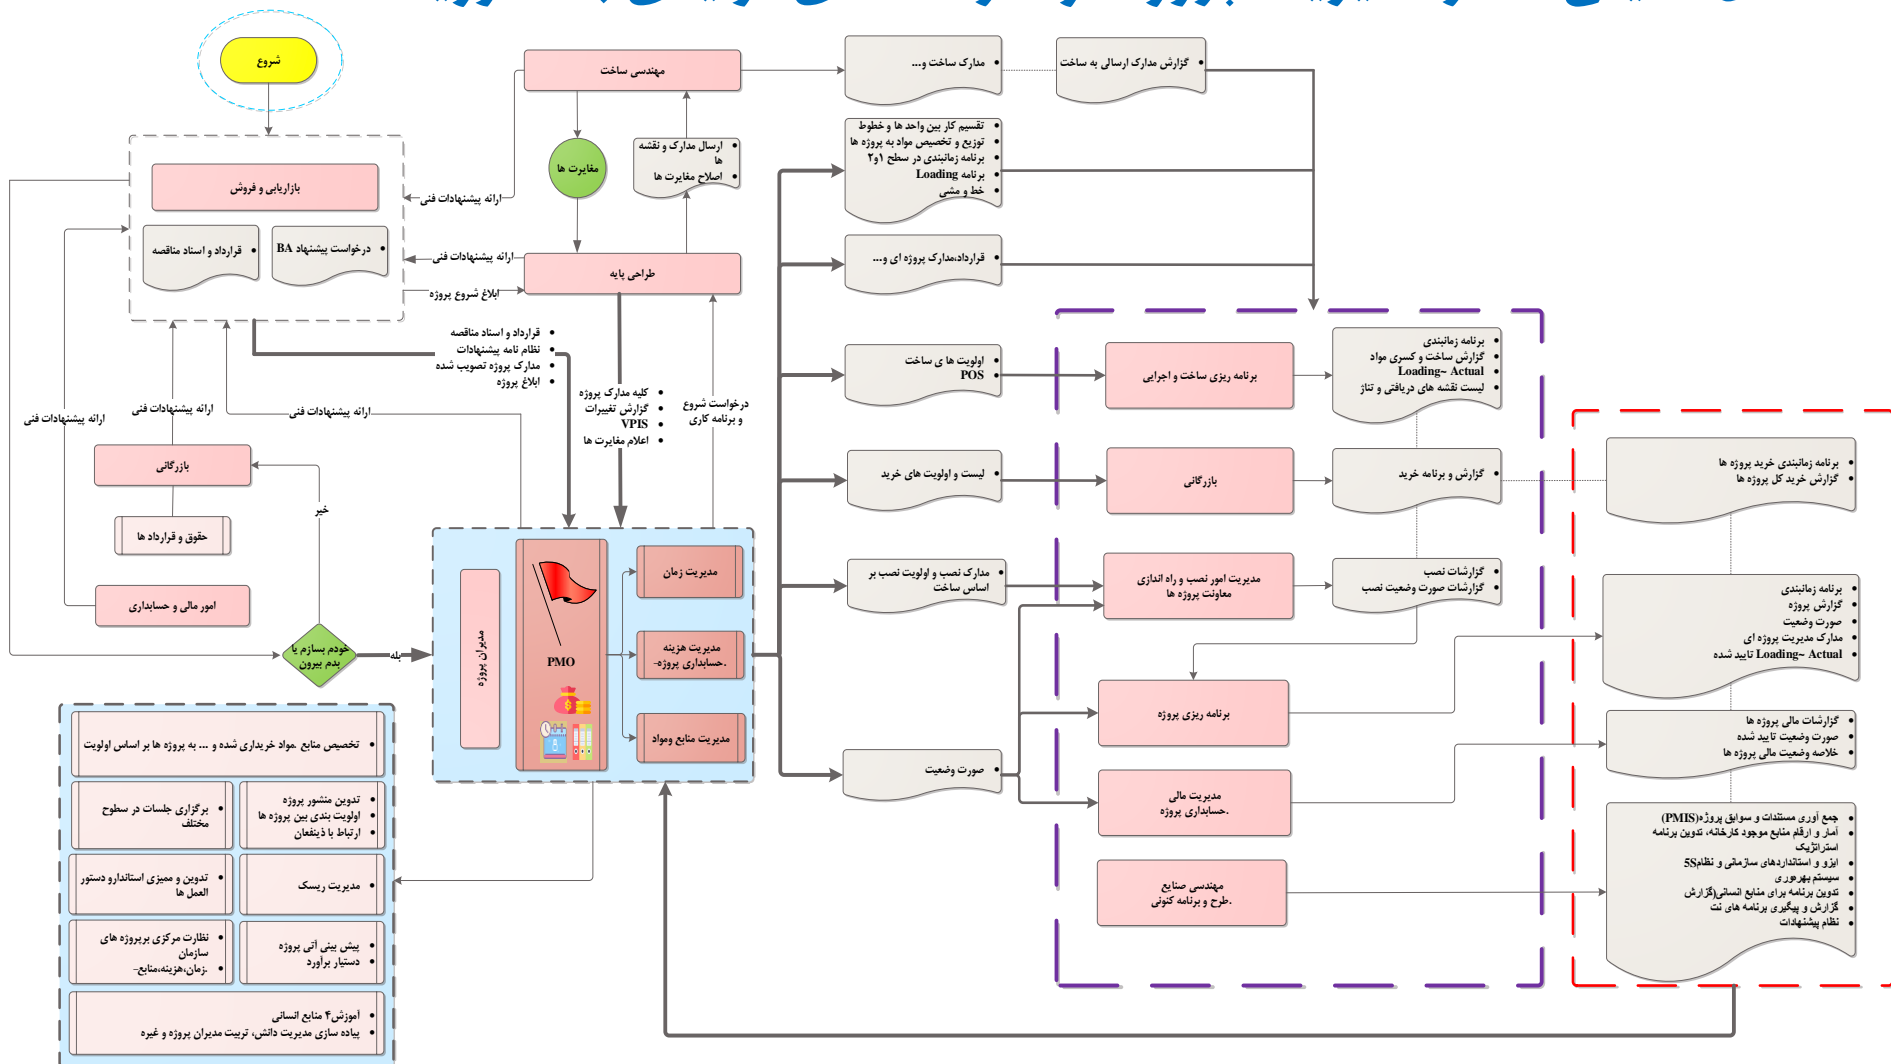 شروع
بازاریابی و فروش
قرارداد و اسناد مناقصه
درخواست پیشنهاد BA
مهندسی ساخت
مغایرت ها
ارسال مدارک و نقشه
ها
اصلاح مغایرت ها
طراحی پایه
ارائه پیشنهادات فنی
ارائه پیشنهادات فنی
ابلاغ شروع پروژه
قرارداد و اسناد مناقصه
نظام نامه پیشنهادات
مدارک پروژه تصویب شده
ابلاغ پروژه
کلیه مدارک پروژه
گزارش تغییرات
VPIS
اعلام مغایرت ها
درخواست شروع
و برنامه کاری
ارائه پیشنهادات فنی
ارائه پیشنهادات فنی
ارائه پیشنهادات فنی
بازرگانی
حقوق و قرارداد ها
امور مالی و حسابداری
خیر
خودم بسازم یا
بدم بیرون
بله
مدیران پروژه
PMO
مدیریت زمان
مدیریت هزینه
حسابداری پروژه-.
مدیریت منابع ومواد
تخصیص منابع .مواد خریداری شده و ... به پروژه ها بر اساس اولویت
تدوین منشور پروژه
اولویت بندی بین پروژه ها
ارتباط با ذینفعان
برگزاری جلسات در سطوح
مختلف
مدیریت ریسک
تدوین و ممیزی استاندارو دستور
العمل ها
پیش بینی آتی پروژه
دستیار برآورد
نظارت مرکزی برپروژه های
سازمان
زمان،هزینه،منابع-.
آموزش۴ منابع انسانی
پیاده سازی مدیریت دانش، تربیت مدیران پروژه و غیره
مدارک ساخت و...
گزارش مدارک ارسالی به ساخت
تقسیم کار بین واحد ها و خطوط
توزیع و تخصیص مواد به پروژه ها
برنامه زمانبندی در سطح ۱و۲
برنامه Loading
خط و مشی
قرارداد،مدارک پروژه ای و...
اولویت ها ی ساخت
POS
لیست و اولویت های خرید
مدارک نصب و اولویت نصب بر
اساس ساخت
صورت وضعیت
برنامه ریزی ساخت و اجرایی
بازرگانی
مدیریت امور نصب و راه اندازی
معاونت پروژه ها
برنامه ریزی پروژه
مدیریت مالی
حسابداری پروژه.
مهندسی صنایع
طرح و برنامه کنونی.
برنامه زمانبندی
گزارش ساخت و کسری مواد
Loading~ Actual
لیست نقشه های دریافتی و تناژ
گزارش و برنامه خرید
گزارشات نصب
گزارشات صورت وضعیت نصب
برنامه زمانبندی خرید پروژه ها
گزارش خرید کل پروژه ها
برنامه زمانبندی
گزارش پروژه
صورت وضعیت
مدارک مدیریت پروژه ای
Loading~ Actual تایید شده
گزارشات مالی پروژه ها
صورت وضعیت تایید شده
خلاصه وضعیت مالی پروژه ها
جمع آوری مستندات و سوابق پروژه(PMIS)
آمار و ارقام منابع موجود کارخانه، تدوین برنامه
استراتژیک
ایزو و استانداردهای سازمانی و نظام5S
سیستم بهره‌وری
تدوین برنامه برای منابع انسانی(گزارش
گزارش و پیگیری برنامه های نت
نظام پیشنهادات